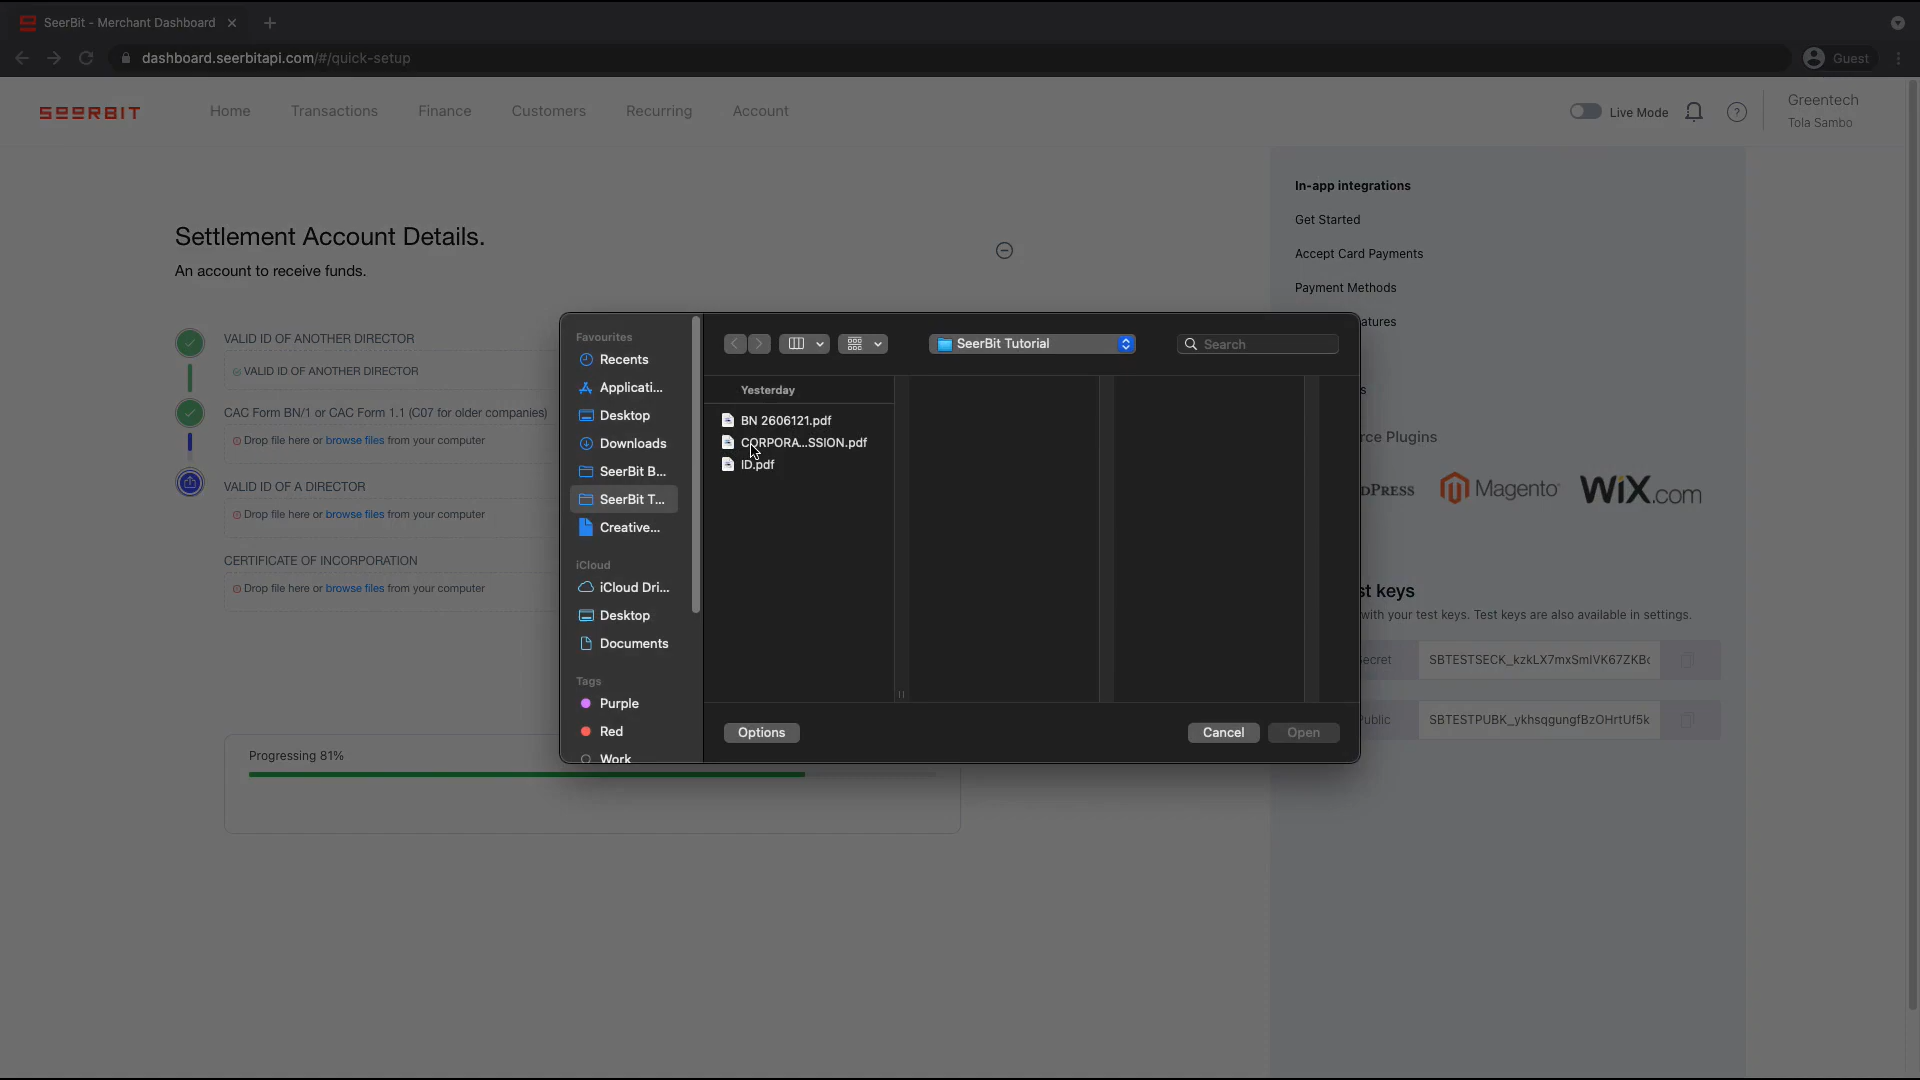 SeerBit - Merchant Dashboard
dashboard.seerbitapi.com/#/quick-setup
Guest
SEERBIT
Home
Transactions
Finance
Customers
Recurring
Account
Live Mode
Greentech
Tola Sambo
Settlement Account Details.
An account to receive funds.
VALID ID OF ANOTHER DIRECTOR
VALID ID OF ANOTHER DIRECTOR
CAC Form BN/1 or CAC Form 1.1 (C07 for older companies)
Drop file here or browse files from your computer
VALID ID OF A DIRECTOR
Drop file here or browse files from your computer
CERTIFICATE OF INCORPORATION
Drop file here or browse files from your computer
Progressing 81%
Favourites
Recents
Applicati...
Desktop
Downloads
SeerBit B...
SeerBit T...
Creative...
iCloud
iCloud Dri...
Desktop
Documents
Tags
Purple
Red
Work
SeerBit Tutorial
Search
Yesterday
BN 2606121.pdf
CORPORA...SSION.pdf
ID.pdf
Options
Cancel
Open
In-app integrations
Get Started
Accept Card Payments
Payment Methods
atures
s
rce Plugins
PRESS
Magento
WiX.com
st keys
with your test keys. Test keys are also available in settings.
ecret
SBTESTSECK_kzkLX7mxSmIVK67ZKB
ublic
SBTESTPUBK_ykhsqgungfBzOHrtUf5k